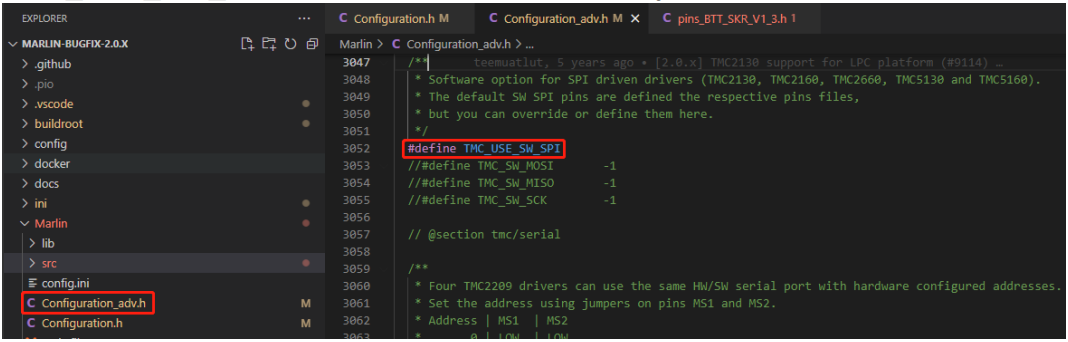 EXPLORER ...
MARLIN-BUGFIX-2.0.X
> .github
> .pio
> .vscode
> buildroot
> config
> docker
> docs
> ini
Marlin
> lib
> src
config.ini
C Configuration_adv.h M
C Configuration.h M
C Configuration.h M C Configuration_adv.h M × C pins_BTT_SKR_V1_3.h 1
Marlin > C Configuration_adv.h > ...
3047 /** teemuatlut, 5 years ago • [2.0.x] TMC2130 support for LPC platform (#9114) …
3048 * Software option for SPI driven drivers (TMC2130, TMC2160, TMC2660, TMC5130 and TMC5160).
3049 * The default SW SPI pins are defined the respective pins files,
3050 * but you can override or define them here.
3051 */
3052 #define TMC_USE_SW_SPI
3053 //#define TMC_SW_MOSI -1
3054 //#define TMC_SW_MISO -1
3055 //#define TMC_SW_SCK -1
3056
3057 // @section tmc/serial
3058
3059 /**
3060 * Four TMC2209 drivers can use the same HW/SW serial port with hardware configured addresses.
3061 * Set the address using jumpers on pins MS1 and MS2.
3062 * Address | MS1 | MS2
3063 * 0 | LOW | LOW